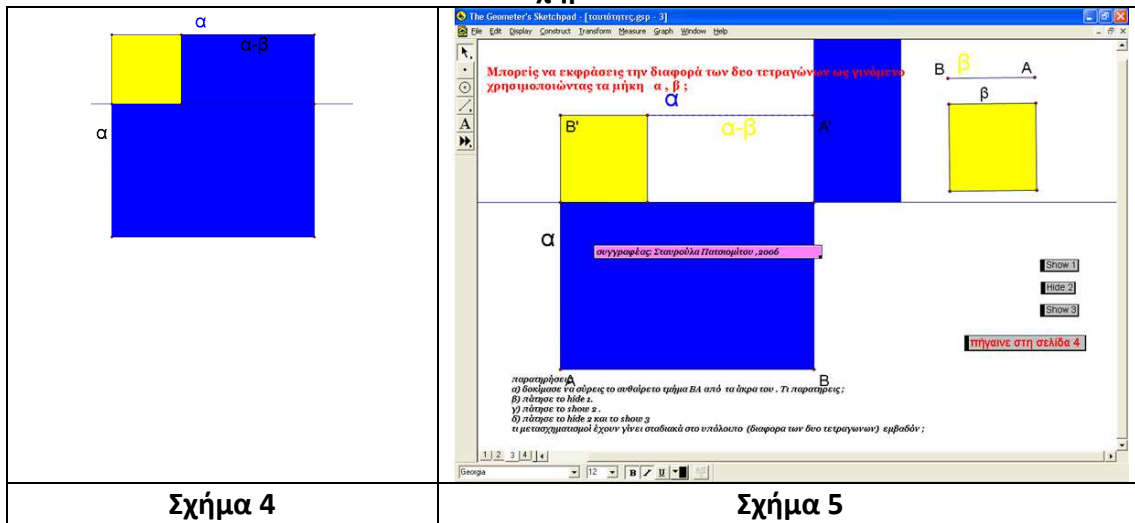 α
α-β
α
The Geometer's Sketchpad - [ταυτότητες.gsp - 3]
File Edit Display Construct Transform Measure Graph Window Help
Μπορείς να εκφράσεις την διαφορά των δυο τετραγώνων ως γινόμενο
χρησιμοποιώντας τα μήκη α , β ;
Β β Α
β
α
Β' α-β Α'
α
συγγραφέας: Σταυρούλα Πατσιομίτου ,2006
Show 1
Hide 2
Show 3
πήγαινε στη σελίδα 4
Α Β
παρατηρήσεις
α) δοκίμασε να σύρεις το αυθαίρετο τμήμα ΒΑ από τα άκρα του . Τι παρατηρείς ;
β) πάτησε το hide 1.
γ) πάτησε το show 2 .
δ) πάτησε το hide 2 και το show 3
τι μετασχηματισμοί έχουν γίνει σταδιακά στο υπόλοιπο (διαφορα των δυο τετραγωνων) εμβαδόν ;
1 2 3 4
Georgia 12 B I U
Σχήμα 4
Σχήμα 5